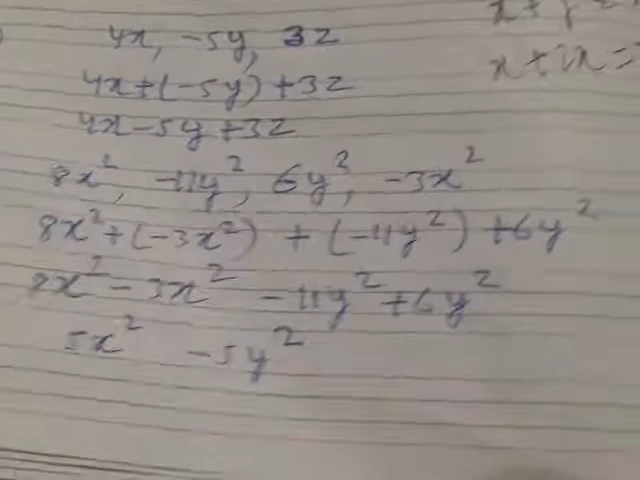 4x, -5y, 3z
4x+(-5y)+3z
4x-5y+3z
8x², -11y², 6y², -3x²
8x²+(-3x²) + (-11y²) +6y²
8x²-3x² -11y²+6y²
5x² -5y²
x+2x=